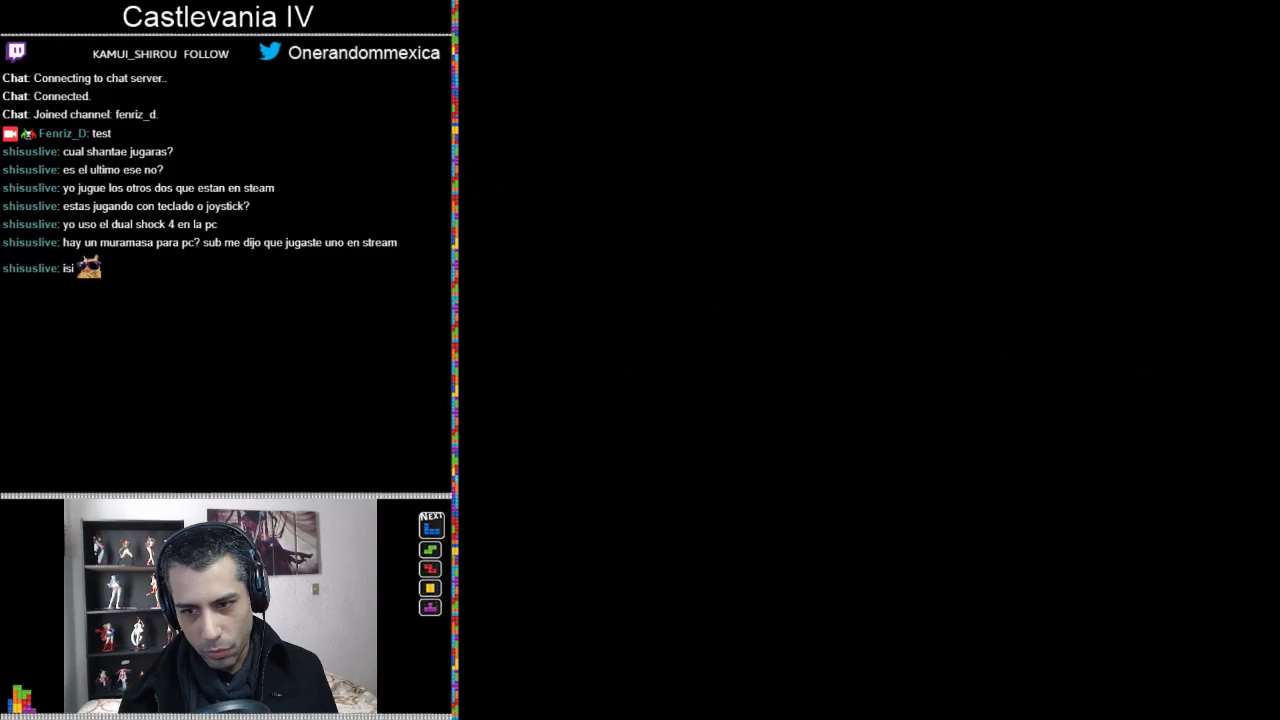 Castlevania IV
KAMUI_SHIROU FOLLOW
Onerandommexica
Chat: Connecting to chat server..
Chat: Connected.
Chat: Joined channel: fenriz_d.
Fenriz_D: test
shisuslive: cual shantae jugaras?
shisuslive: es el ultimo ese no?
shisuslive: yo jugue los otros dos que estan en steam
shisuslive: estas jugando con teclado o joystick?
shisuslive: yo uso el dual shock 4 en la pc
shisuslive: hay un muramasa para pc? sub me dijo que jugaste uno en stream
shisuslive: isi
NEXT